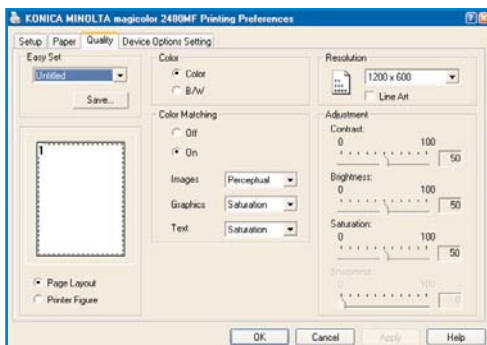 KONICA MINOLTA magicolor 2480MF Printing Preferences
Setup Paper Quality Device Options Setting
Easy Set
Untitled
Save...
1
Page Layout
Printer Figure
Color
Color
B/W
Color Matching
Off
On
Images Perceptual
Graphics Saturation
Text Saturation
Resolution
1200 x 600
Line Art
Adjustment
Contrast:
0 100
50
Brightness:
0 100
50
Saturation:
0 100
50
Sharpness:
0 100
0
OK Cancel Apply Help